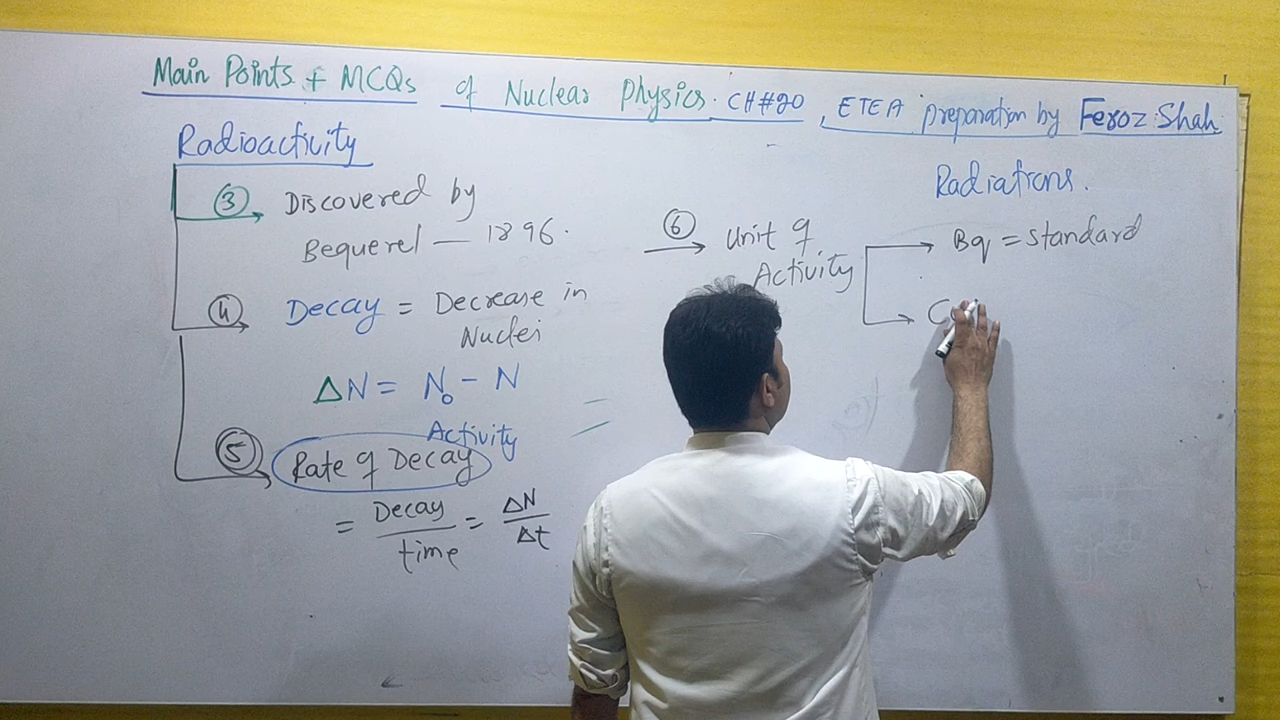 Main Points + MCQs of Nuclear Physics. CH#20, ETEA preparation by Feroz Shah
Radioactivity
③ Discovered by
Bequerel — 1896.
④ Decay = Decrease in
Nuclei
ΔN = N₀ - N
Activity
⑤ Rate of Decay
= Decay/time = ΔN/Δt
Radiations.
⑥ Unit of
Activity
Bq = Standard